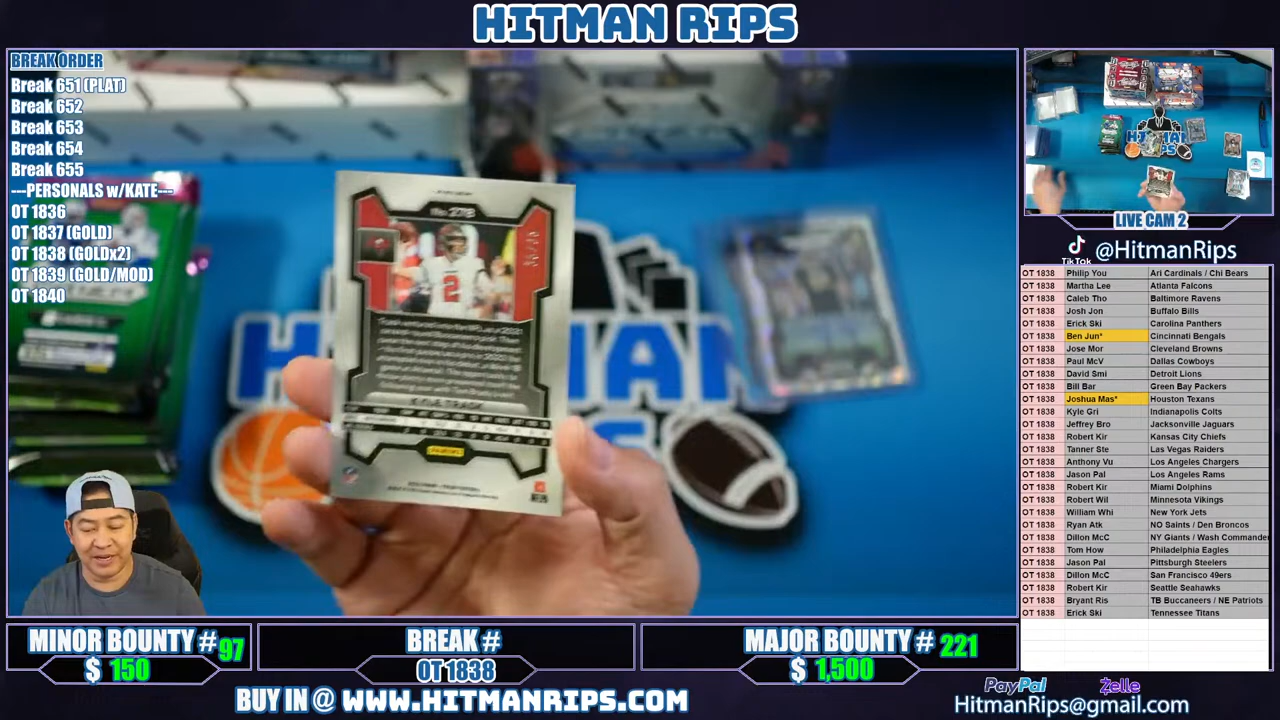 HITMAN RIPS
BREAK ORDER
Break 651 (PLAT)
Break 652
Break 653
Break 654
Break 655
---PERSONALS w/KATE---
OT 1836
OT 1837 (GOLD)
OT 1838 (GOLDx2)
OT 1839 (GOLD/MOD)
OT 1840
No. 278
2
KYLE TRASK
PANINI
LIVE CAM 2
TikTok @HitmanRips
OT 1838 Philip You Ari Cardinals / Chi Bears
OT 1838 Martha Lee Atlanta Falcons
OT 1838 Caleb Tho Baltimore Ravens
OT 1838 Josh Jon Buffalo Bills
OT 1838 Erick Ski Carolina Panthers
OT 1838 Ben Jun* Cincinnati Bengals
OT 1838 Jose Mor Cleveland Browns
OT 1838 Paul McV Dallas Cowboys
OT 1838 David Smi Detroit Lions
OT 1838 Bill Bar Green Bay Packers
OT 1838 Joshua Mas* Houston Texans
OT 1838 Kyle Gri Indianapolis Colts
OT 1838 Jeffrey Bro Jacksonville Jaguars
OT 1838 Robert Kir Kansas City Chiefs
OT 1838 Tanner Ste Las Vegas Raiders
OT 1838 Anthony Vu Los Angeles Chargers
OT 1838 Jason Pal Los Angeles Rams
OT 1838 Robert Kir Miami Dolphins
OT 1838 Robert Wil Minnesota Vikings
OT 1838 William Whi New York Jets
OT 1838 Ryan Atk NO Saints / Den Broncos
OT 1838 Dillon McC NY Giants / Wash Commande
OT 1838 Tom How Philadelphia Eagles
OT 1838 Jason Pal Pittsburgh Steelers
OT 1838 Dillon McC San Francisco 49ers
OT 1838 Robert Kir Seattle Seahawks
OT 1838 Bryant Ris TB Buccaneers / NE Patriots
OT 1838 Erick Ski Tennessee Titans
MINOR BOUNTY # 97
$ 150
BREAK #
OT 1838
MAJOR BOUNTY # 221
$ 1,500
BUY IN @ WWW.HITMANRIPS.COM
PayPal Zelle
HitmanRips@gmail.com